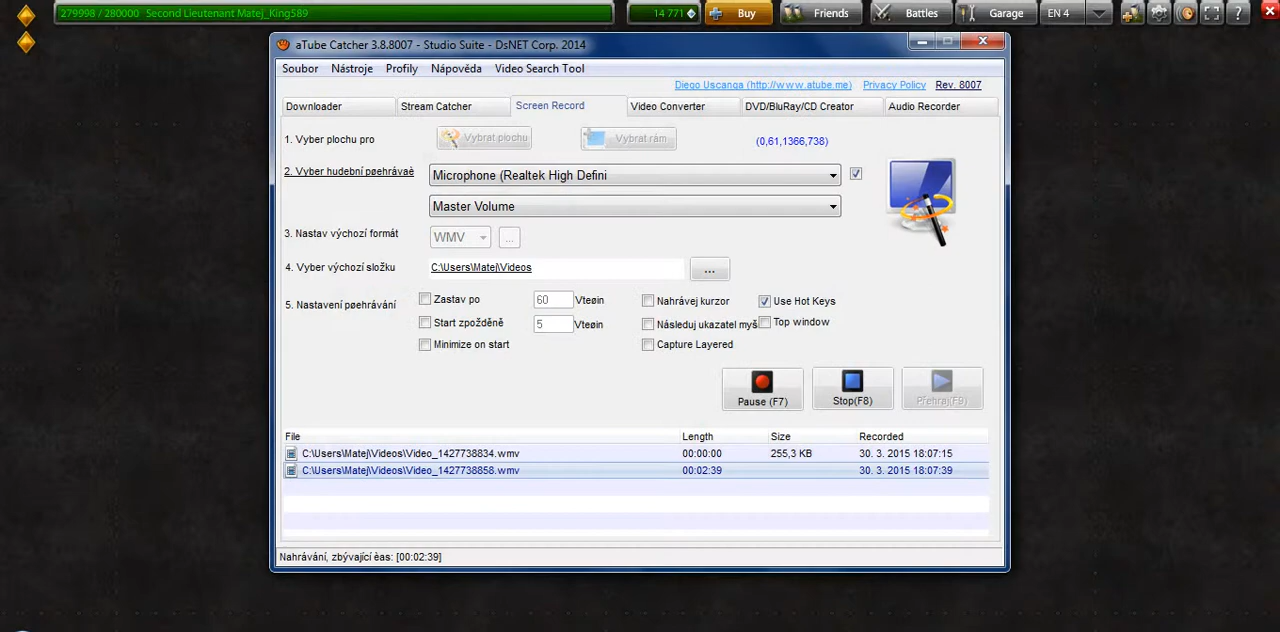 279998 / 280000 Second Lieutenant Matej_King589
14 771
Buy
Friends
Battles
Garage
EN 4
?
aTube Catcher 3.8.8007 - Studio Suite - DsNET Corp. 2014
Soubor Nástroje Profily Nápověda Video Search Tool
Diego Uscanga (http://www.atube.me) Privacy Policy Rev. 8007
Downloader Stream Catcher Screen Record Video Converter DVD/BluRay/CD Creator Audio Recorder
1. Vyber plochu pro Vybrat plochu Vybrat rám (0,61,1366,738)
2. Vyber hudební pøehrávaè Microphone (Realtek High Defini
Master Volume
3. Nastav výchozí formát WMV ...
4. Vyber výchozí složku C:\Users\Matej\Videos ...
5. Nastavení pøehrávání
Zastav po 60 Vteøin Nahrávej kurzor Use Hot Keys
Start zpožděně 5 Vteøin Následuj ukazatel myš Top window
Minimize on start Capture Layered
Pause (F7) Stop(F8) Přehraj(F9)
File Length Size Recorded
C:\Users\Matej\Videos\Video_1427738834.wmv 00:00:00 255,3 KB 30. 3. 2015 18:07:15
C:\Users\Matej\Videos\Video_1427738858.wmv 00:02:39 30. 3. 2015 18:07:39
Nahrávání, zbývající èas: [00:02:39]